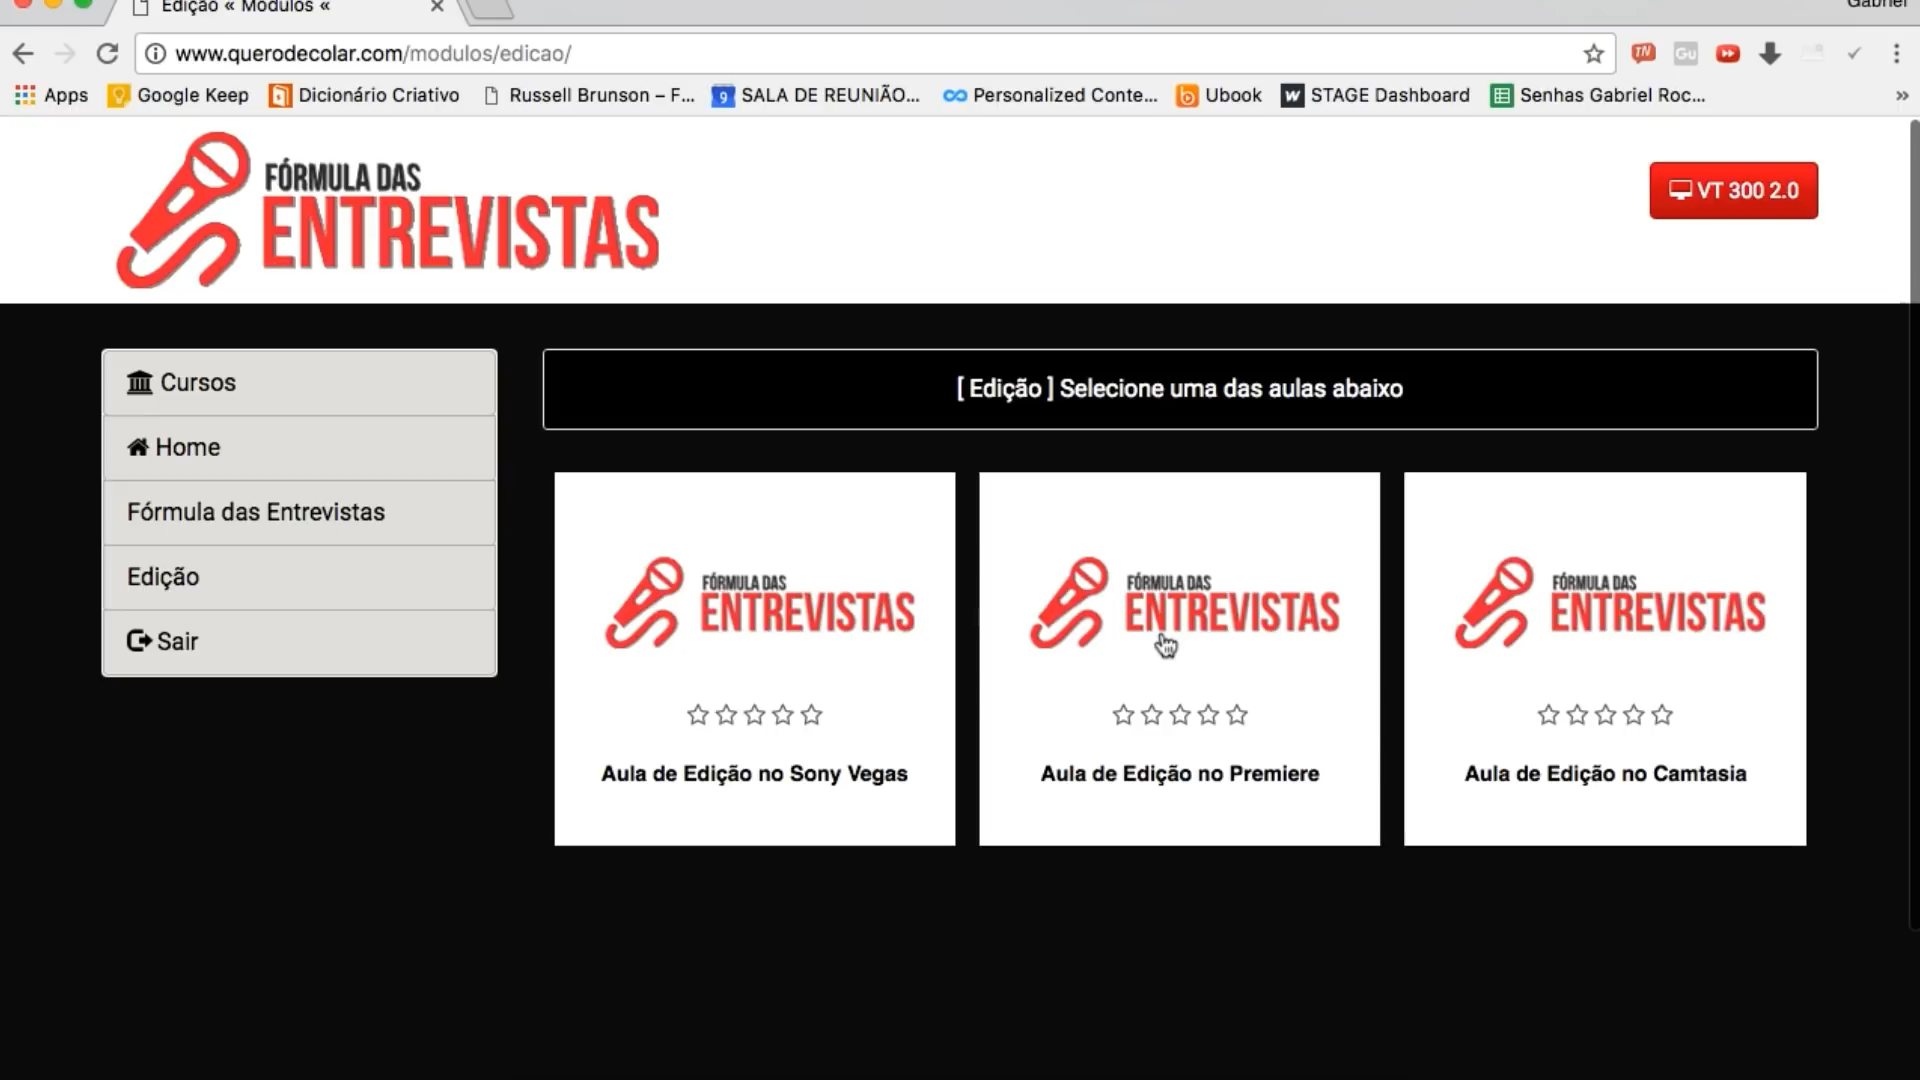 Edição « Módulos «
Gabriel
www.querodecolar.com/modulos/edicao/
Apps
Google Keep
Dicionário Criativo
Russell Brunson – F...
9 SALA DE REUNIÃO...
Personalized Conte...
Ubook
STAGE Dashboard
Senhas Gabriel Roc...
»
FÓRMULA DAS
ENTREVISTAS
VT 300 2.0
Cursos
Home
Fórmula das Entrevistas
Edição
Sair
[ Edição ] Selecione uma das aulas abaixo
FÓRMULA DAS
ENTREVISTAS
Aula de Edição no Sony Vegas
FÓRMULA DAS
ENTREVISTAS
Aula de Edição no Premiere
FÓRMULA DAS
ENTREVISTAS
Aula de Edição no Camtasia